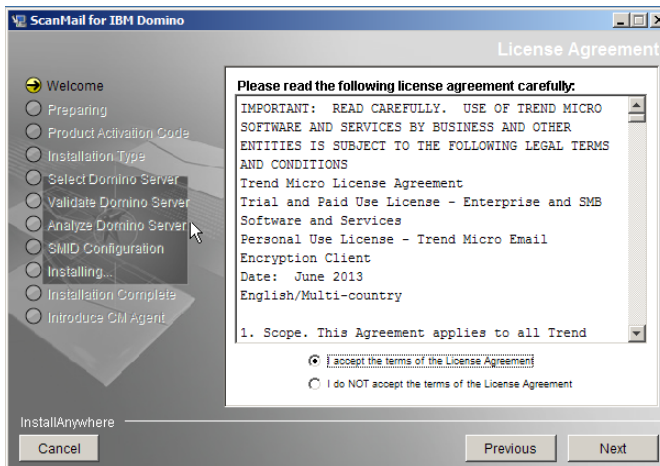 ScanMail for IBM Domino
License Agreement
Welcome
Preparing
Product Activation Code
Installation Type
Select Domino Server
Validate Domino Server
Analyze Domino Server
SMID Configuration
Installing...
Installation Complete
Introduce CM Agent
Please read the following license agreement carefully:
IMPORTANT: READ CAREFULLY. USE OF TREND MICRO
SOFTWARE AND SERVICES BY BUSINESS AND OTHER
ENTITIES IS SUBJECT TO THE FOLLOWING LEGAL TERMS
AND CONDITIONS
Trend Micro License Agreement
Trial and Paid Use License - Enterprise and SMB
Software and Services
Personal Use License - Trend Micro Email
Encryption Client
Date: June 2013
English/Multi-country
1. Scope. This Agreement applies to all Trend
I accept the terms of the License Agreement
I do NOT accept the terms of the License Agreement
InstallAnywhere
Cancel
Previous
Next